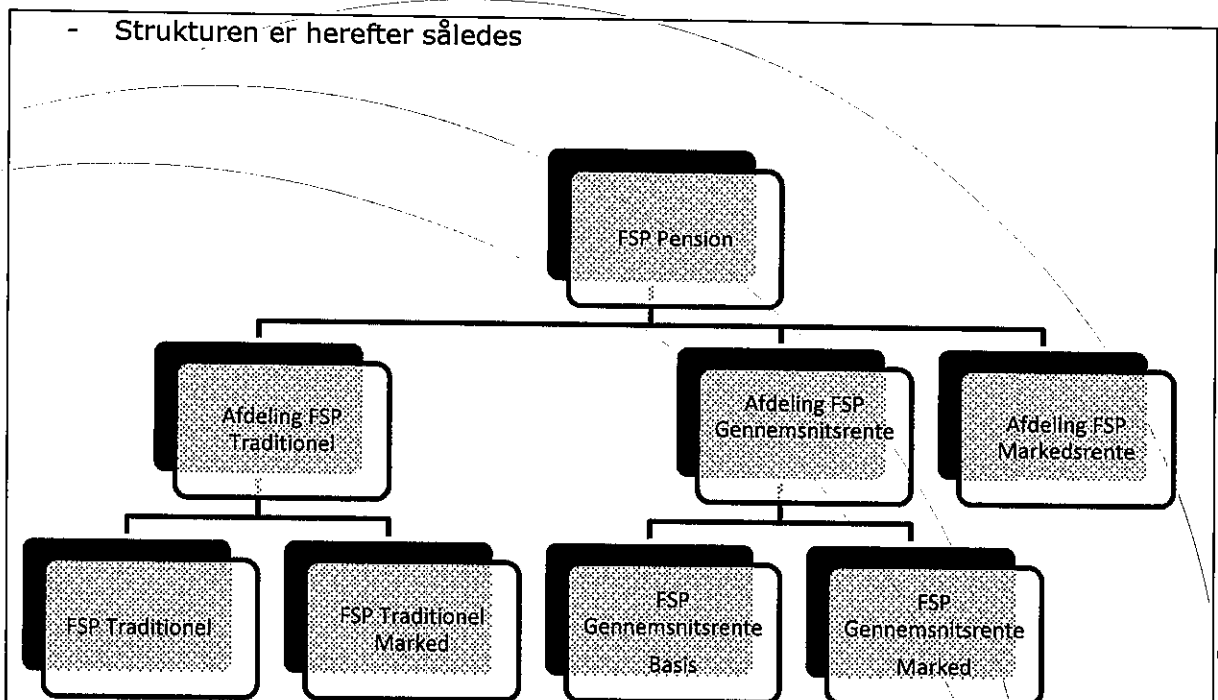 - Strukturen er herefter således
FSP Pension
Afdeling FSP
Traditionel
Afdeling FSP
Gennemsnitsrente
Afdeling FSP
Markedsrente
FSP Traditionel
FSP Traditionel
Marked
FSP
Gennemsnitsrente
Basis
FSP
Gennemsnitsrente
Marked